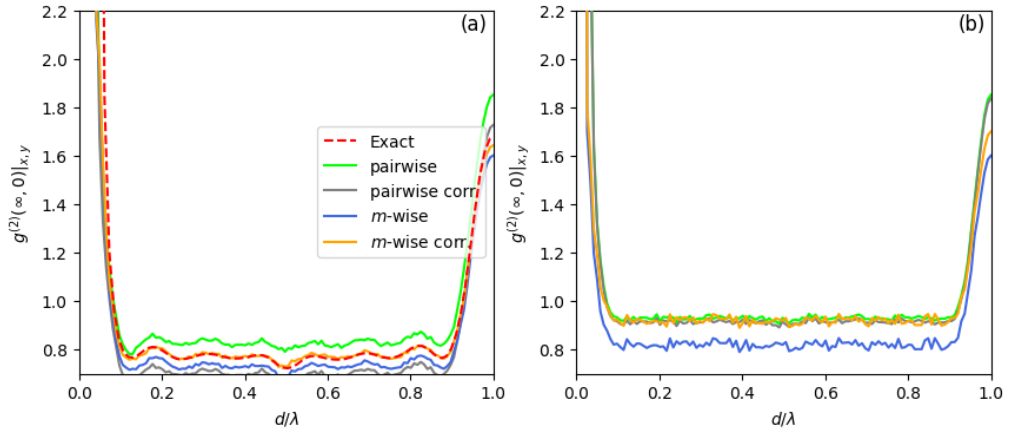 (a)
2.2
2.0
1.8
1.6
1.4
1.2
1.0
0.8
g(2)(∞, 0)|x, y
Exact
pairwise
pairwise corr.
m-wise
m-wise corr.
0.0 0.2 0.4 0.6 0.8 1.0
d/λ
(b)
2.2
2.0
1.8
1.6
1.4
1.2
1.0
0.8
g(2)(∞, 0)|x, y
0.0 0.2 0.4 0.6 0.8 1.0
d/λ